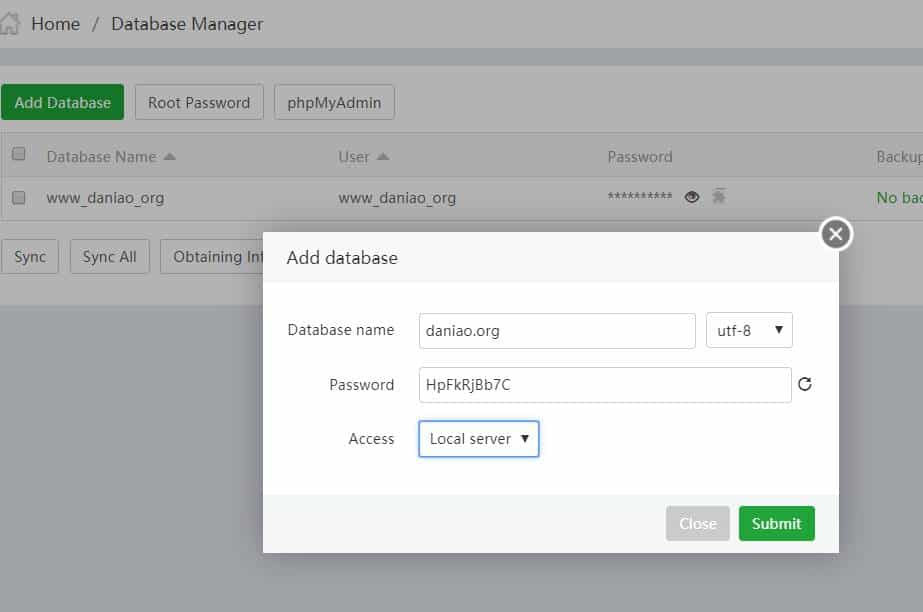 Home / Database Manager
Add Database Root Password phpMyAdmin
Database Name User Password Backup
www_daniao_org www_daniao_org ********** No bac
Sync Sync All Obtaining Inf
Add database
Database name daniao.org utf-8
Password HpFkRjBb7C
Access Local server
Close Submit